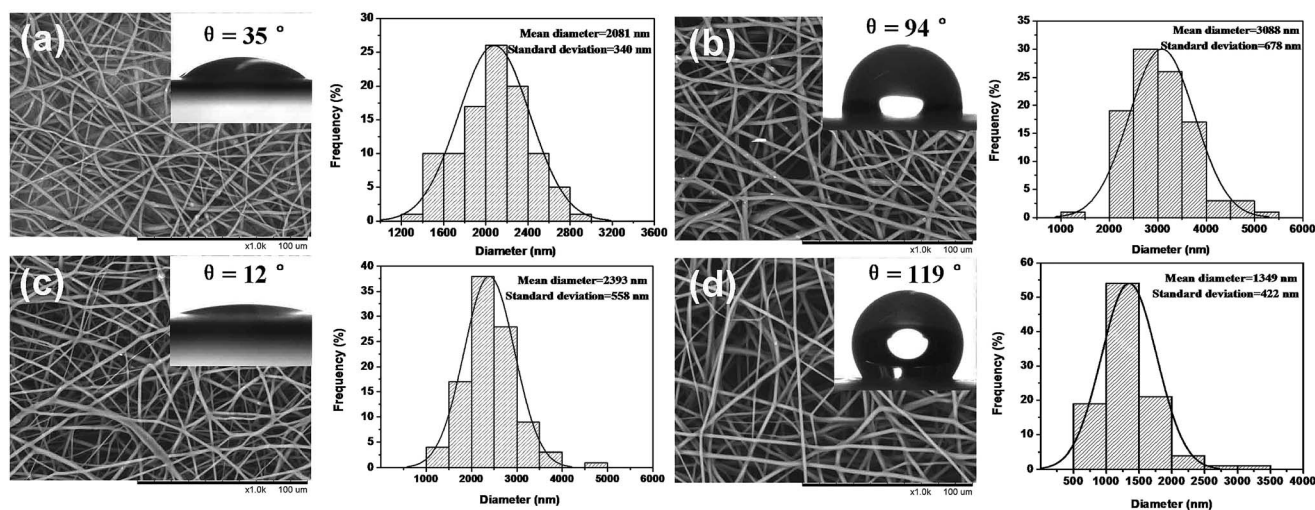 (a)
θ = 35 °
x1.0k 100 um
Mean diameter=2081 nm
Standard deviation=340 nm
Frequency (%)
30
25
20
15
10
5
0
1200 1600 2000 2400 2800 3200 3600
Diameter (nm)
(b)
θ = 94 °
x1.0k 100 um
Mean diameter=3088 nm
Standard deviation=678 nm
Frequency (%)
35
30
25
20
15
10
5
0
1000 2000 3000 4000 5000 6000
Diameter (nm)
(c)
θ = 12 °
x1.0k 100 um
Mean diameter=2393 nm
Standard deviation=558 nm
Frequency (%)
40
35
30
25
20
15
10
5
0
0 1000 2000 3000 4000 5000 6000
Diameter (nm)
(d)
θ = 119 °
x1.0k 100 um
Mean diameter=1349 nm
Standard deviation=422 nm
Frequency (%)
60
50
40
30
20
10
0
500 1000 1500 2000 2500 3000 3500 4000
Diameter (nm)